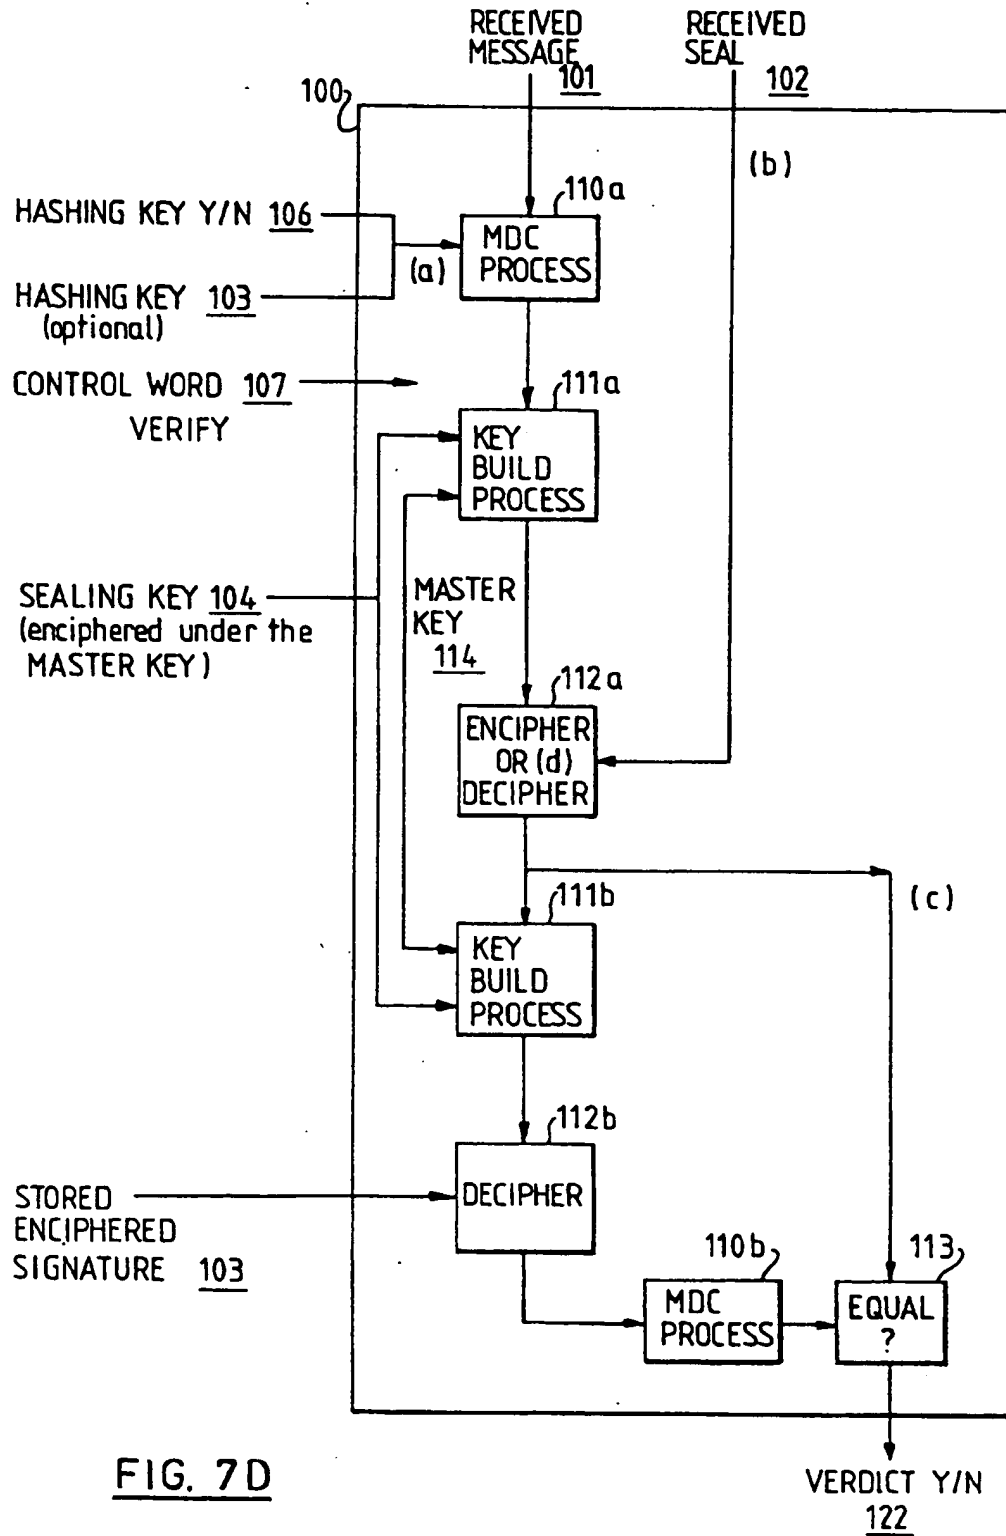 RECEIVED
MESSAGE
101
RECEIVED
SEAL
102
100
(b)
110a
HASHING KEY Y/N 106
MDC
PROCESS
(a)
HASHING KEY 103
(optional)
CONTROL WORD 107
VERIFY
111a
KEY
BUILD
PROCESS
SEALING KEY 104
(enciphered under the
MASTER KEY)
MASTER
KEY
114
112a
ENCIPHER
OR (d)
DECIPHER
(c)
111b
KEY
BUILD
PROCESS
112b
DECIPHER
STORED
ENCIPHERED
SIGNATURE 103
110b
MDC
PROCESS
113
EQUAL
?
FIG. 7D
VERDICT Y/N
122